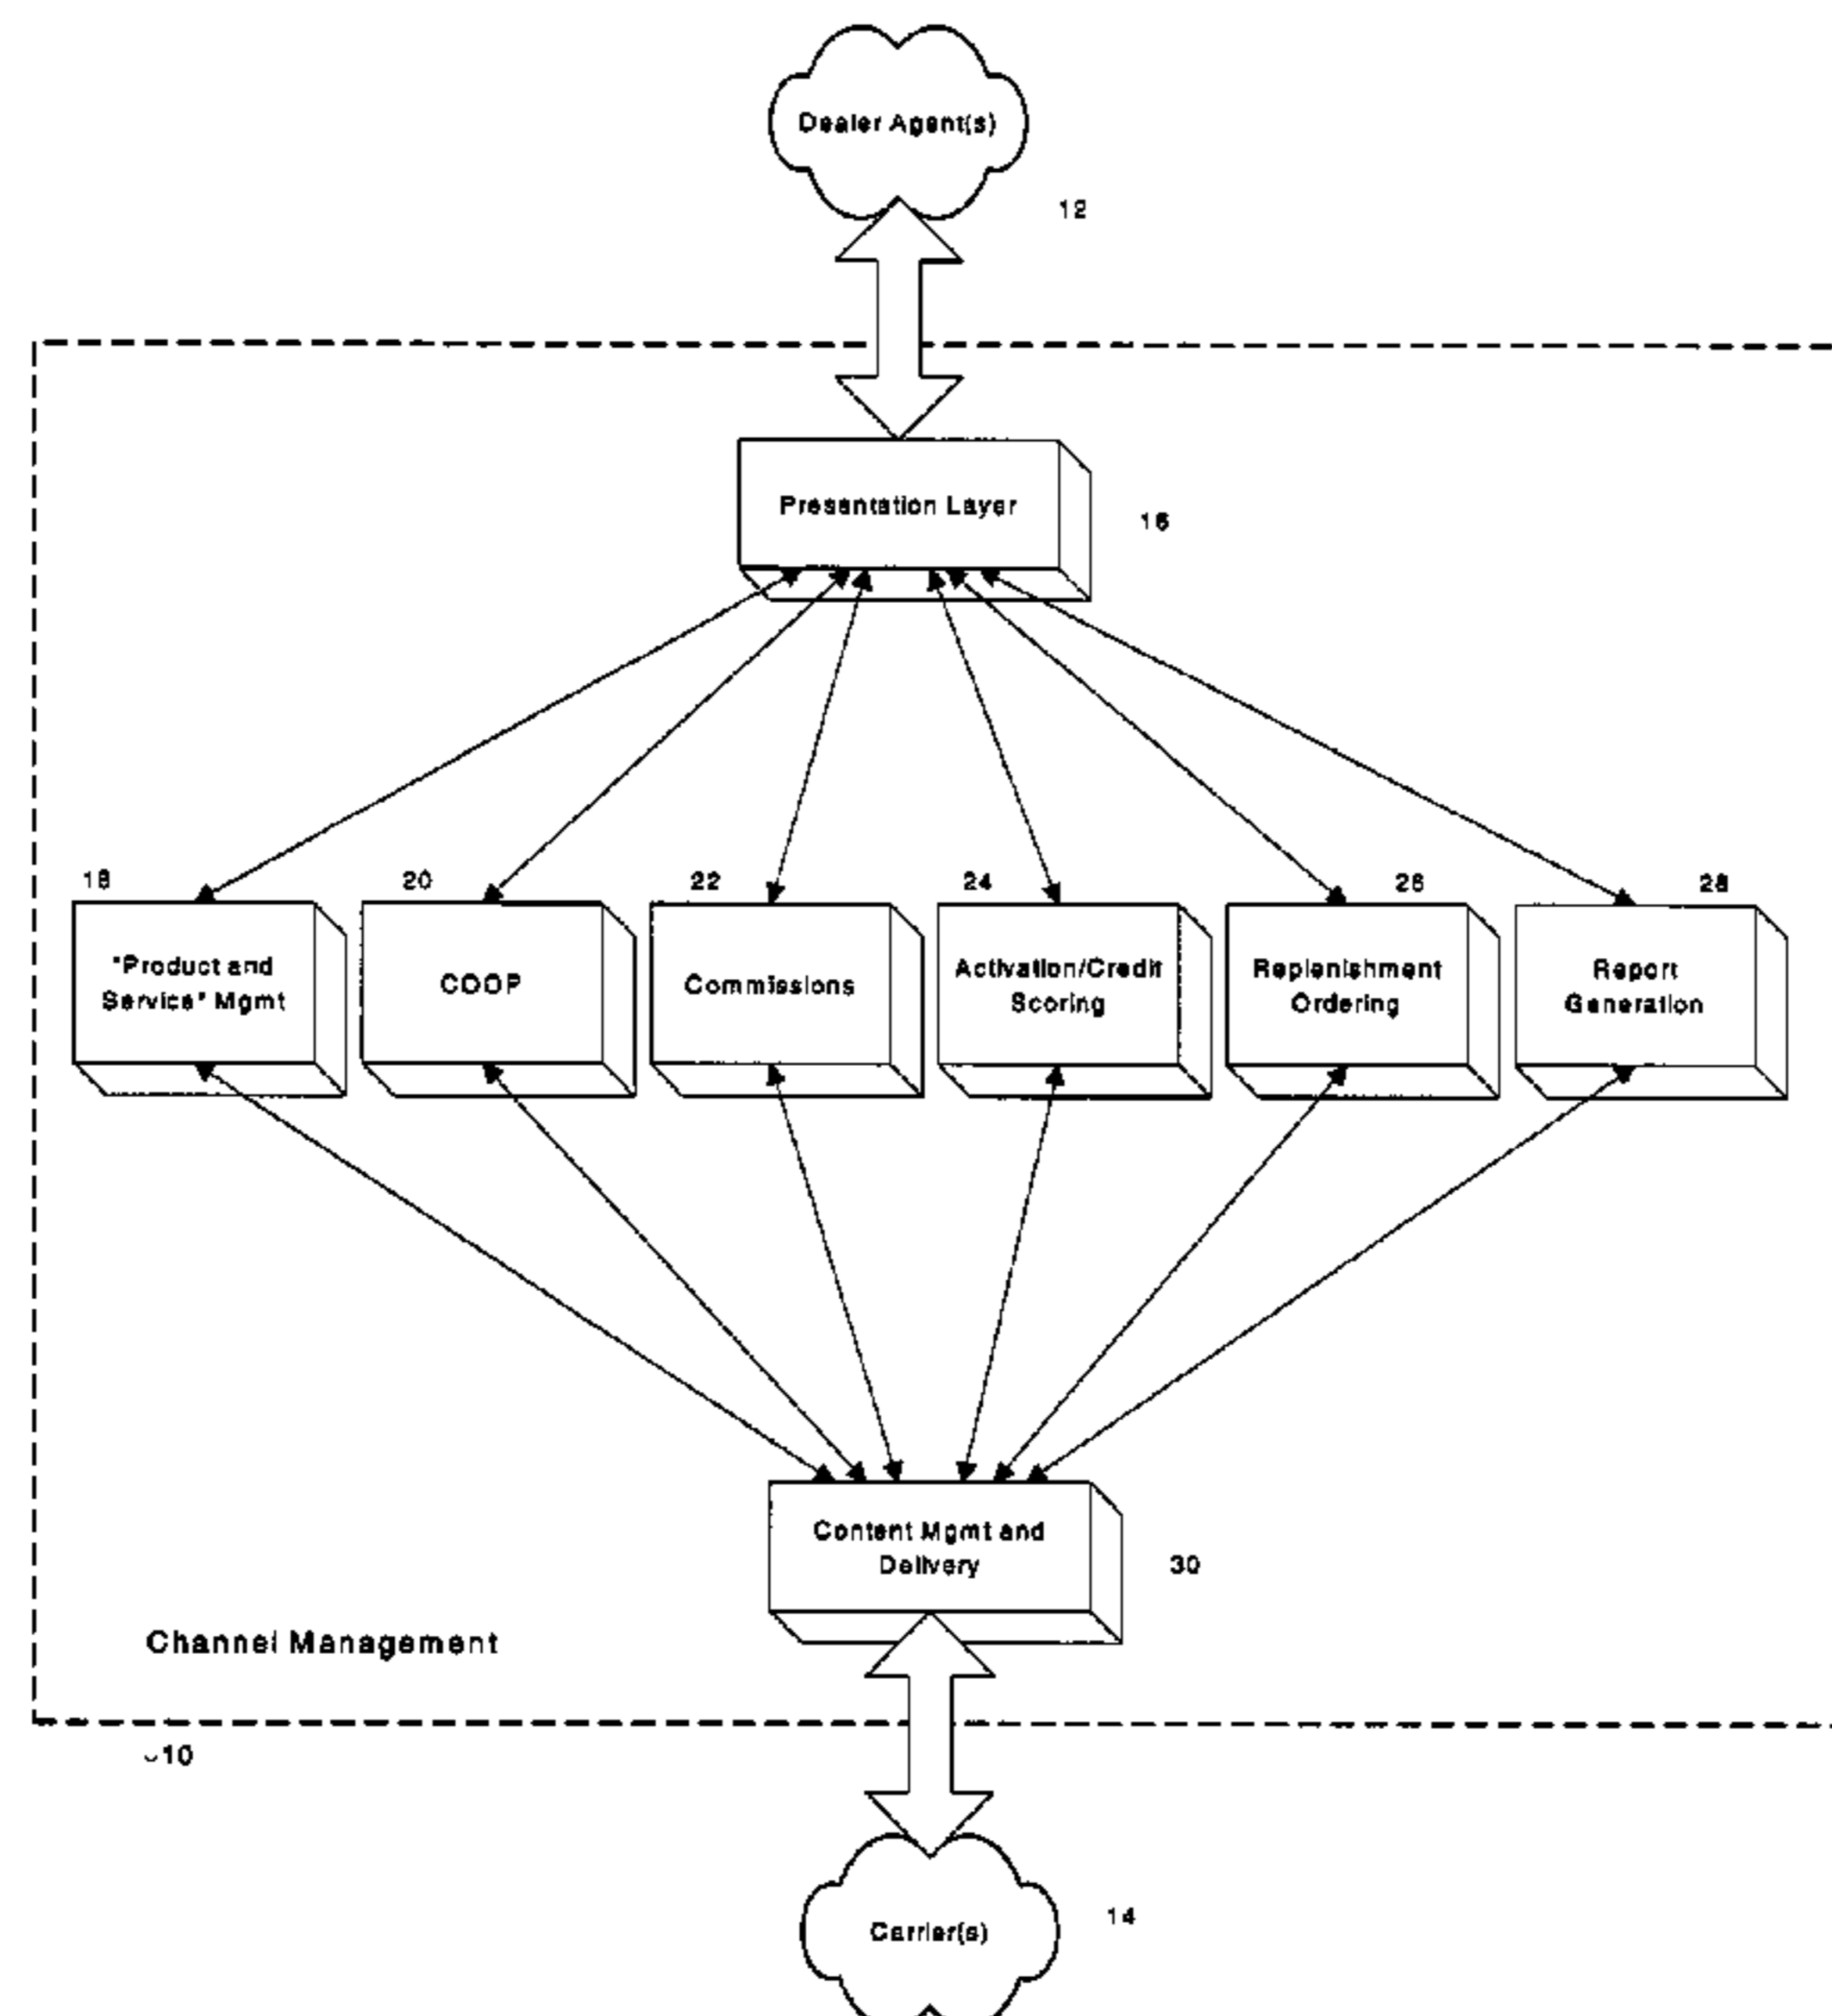 Dealer Agent(s)
12
Presentation Layer
16
18
20
22
24
26
28
"Product and
Service" Mgmt
COOP
Commissions
Activation/Credit
Scoring
Replenishment
Ordering
Report
Generation
Content Mgmt and
Delivery
30
Channel Management
10
Carrier(s)
14